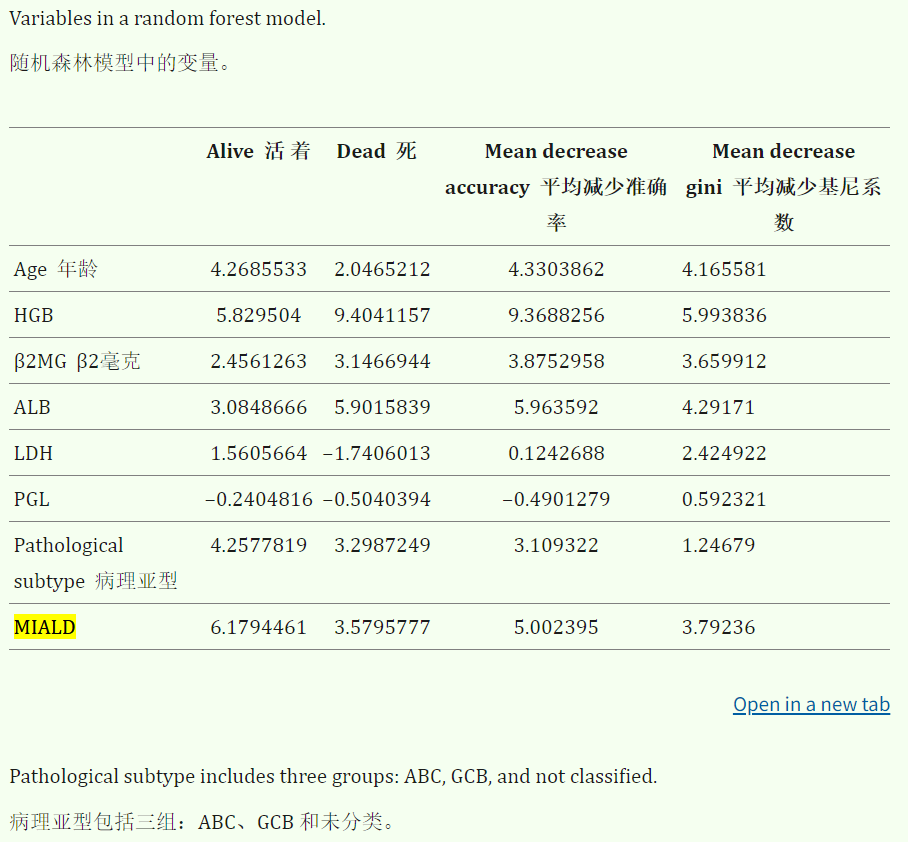 Variables in a random forest model.
随机森林模型中的变量。
Alive 活着 Dead 死 Mean decrease Mean decrease
accuracy 平均减少准确 gini 平均减少基尼系
率 数
Age 年龄 4.2685533 2.0465212 4.3303862 4.165581
HGB 5.829504 9.4041157 9.3688256 5.993836
β2MG β2毫克 2.4561263 3.1466944 3.8752958 3.659912
ALB 3.0848666 5.9015839 5.963592 4.29171
LDH 1.5605664 −1.7406013 0.1242688 2.424922
PGL −0.2404816 −0.5040394 −0.4901279 0.592321
Pathological 4.2577819 3.2987249 3.109322 1.24679
subtype 病理亚型
MIALD 6.1794461 3.5795777 5.002395 3.79236
Open in a new tab
Pathological subtype includes three groups: ABC, GCB, and not classified.
病理亚型包括三组：ABC、GCB 和未分类。